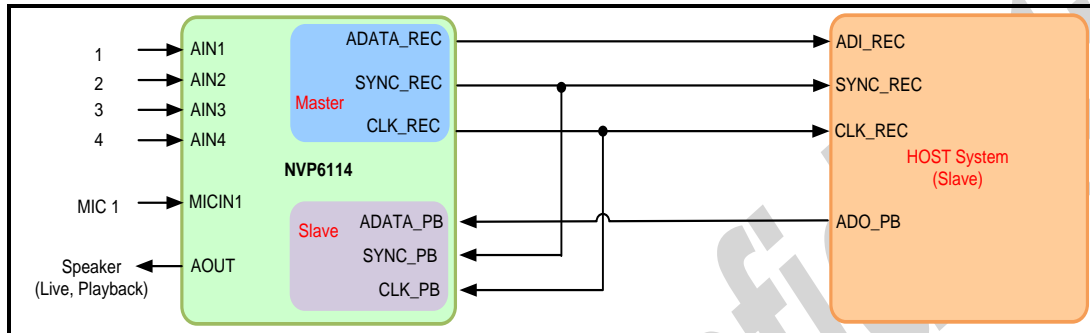 1
2
3
4
MIC 1
Speaker
(Live, Playback)
AIN1
AIN2
AIN3
AIN4
MICIN1
AOUT
NVP6114
Master
ADATA_REC
SYNC_REC
CLK_REC
Slave
ADATA_PB
SYNC_PB
CLK_PB
ADI_REC
SYNC_REC
CLK_REC
HOST System
(Slave)
ADO_PB